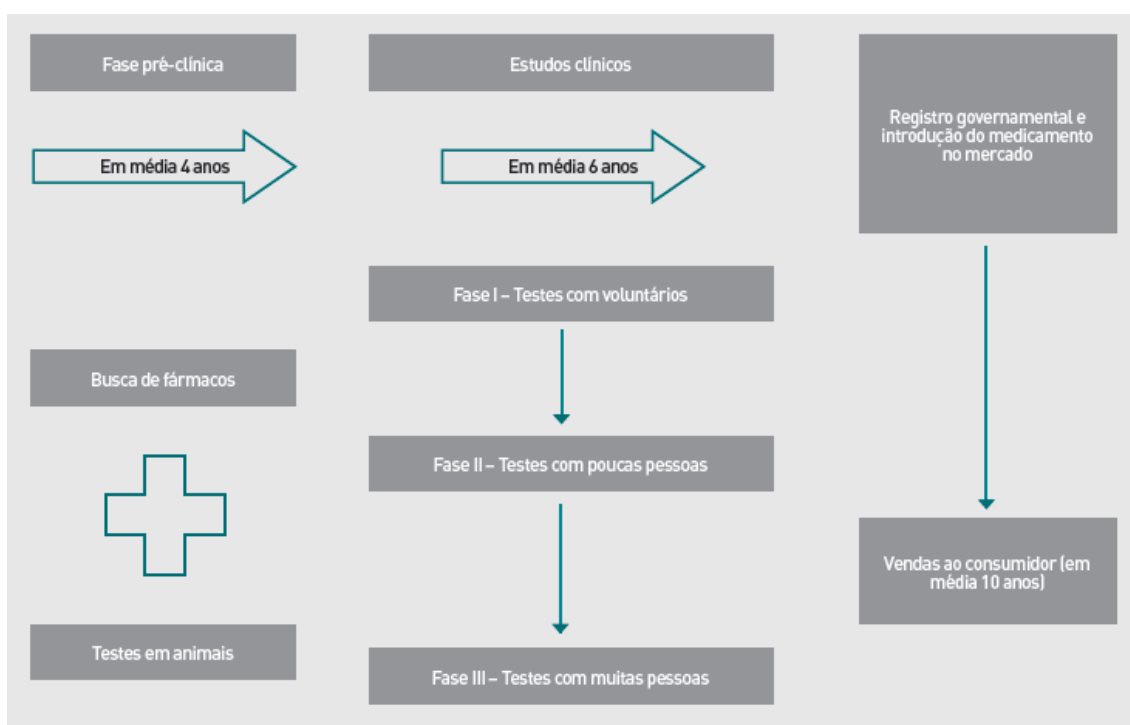 Fase pré-clínica
Em média 4 anos
Busca de fármacos
Testes em animais
Estudos clínicos
Em média 6 anos
Fase I – Testes com voluntários
Fase II – Testes com poucas pessoas
Fase III – Testes com muitas pessoas
Registro governamental e
introdução do medicamento
no mercado
Vendas ao consumidor (em
média 10 anos)